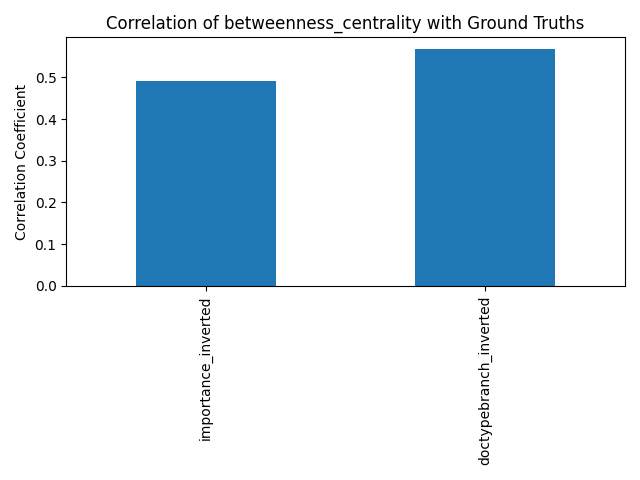 Correlation of betweenness_centrality with Ground Truths
Correlation Coefficient
0.5
0.4
0.3
0.2
0.1
0.0
importance_inverted
doctypebranch_inverted